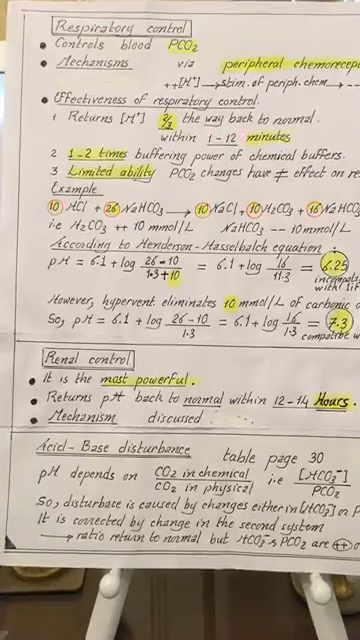 Respiratory control
• Controls blood PCO2
• Mechanisms via peripheral chemorecep
++[H+] → stim. of periph. chem → --
• Effectiveness of respiratory control.
1 Returns [H+] 2/3 the way back to normal.
within 1-12 minutes
2 1-2 times buffering power of chemical buffers.
3 Limited ability PCO2 changes have ≠ effect on re
Example
10 HCl + 26 NaHCO3 → 10 NaCl + 10 H2CO3 + 16 NaHCO
i.e H2CO3 ++ 10 mmol/L NaHCO3 -- 10 mmol/L
According to Henderson-Hasselbalch equation :
pH = 6.1 + log 26-10/1.3+10 = 6.1 + log 16/11.3 = 6.25
incompati
with lif
However, hypervent eliminates 10 mmol/L of carbonic
So, pH = 6.1 + log 26-10/1.3 = 6.1 + log 16/1.3 = 7.3
compatible w
Renal control
• It is the most powerful.
• Returns pH back to normal within 12-14 Hours.
• Mechanism discussed ......
Acid-Base disturbance table page 30
pH depends on CO2 in chemical/CO2 in physical i.e [HCO3-]/PCO2
So, disturbace is caused by changes either in [HCO3-] or P
It is corrected by change in the second system
→ ratio return to normal but HCO3- & PCO2 are ++ o